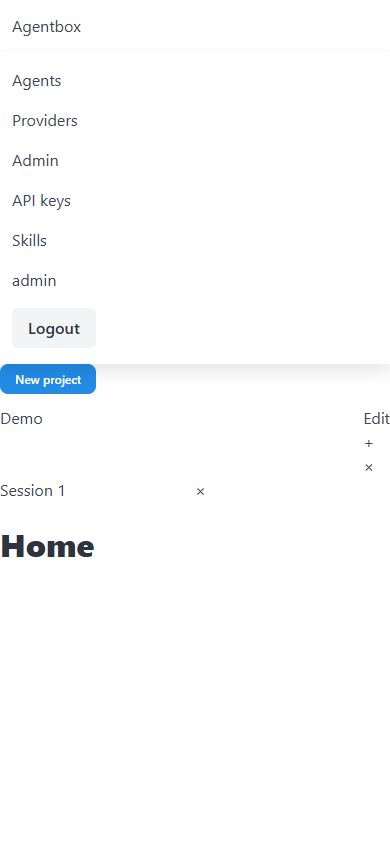 Agentbox
Agents
Providers
Admin
API keys
Skills
admin
Logout
New project
Demo Edit
+
×
Session 1 ×
Home